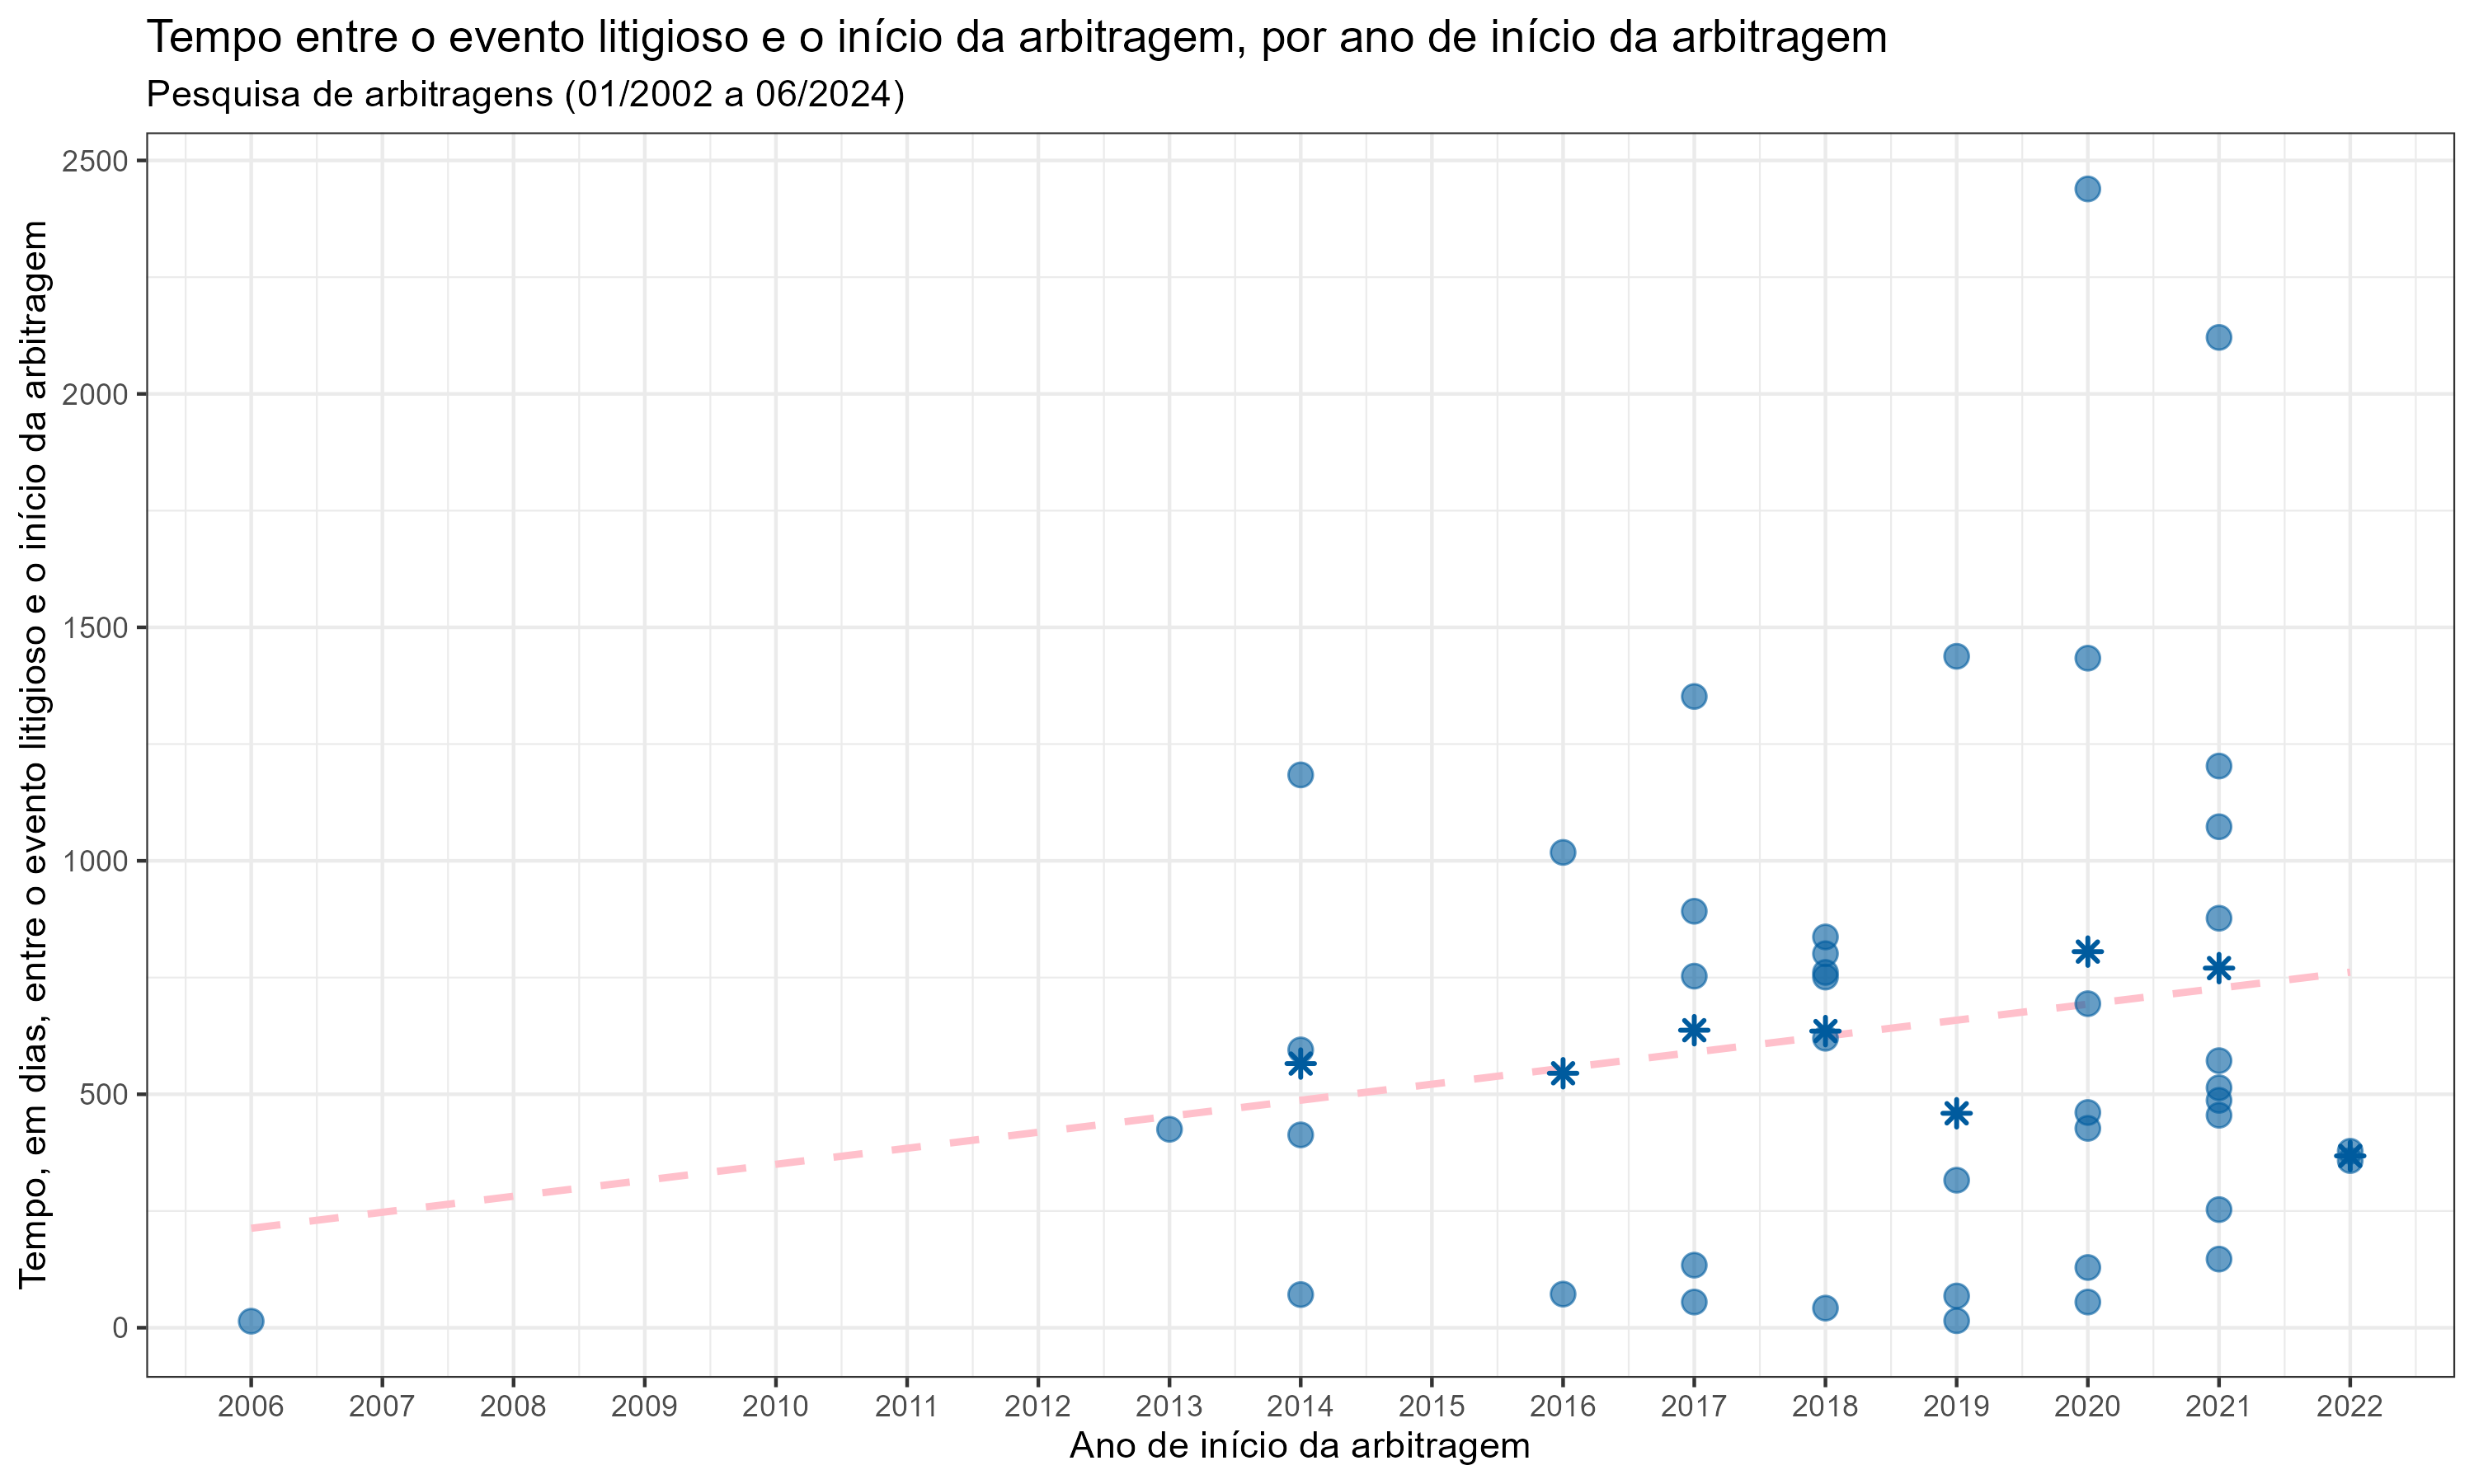 Tempo entre o evento litigioso e o início da arbitragem, por ano de início da arbitragem
Pesquisa de arbitragens (01/2002 a 06/2024)
Tempo, em dias, entre o evento litigioso e o início da arbitragem
2500
2000
1500
1000
500
0
2006 2007 2008 2009 2010 2011 2012 2013 2014 2015 2016 2017 2018 2019 2020 2021 2022
Ano de início da arbitragem